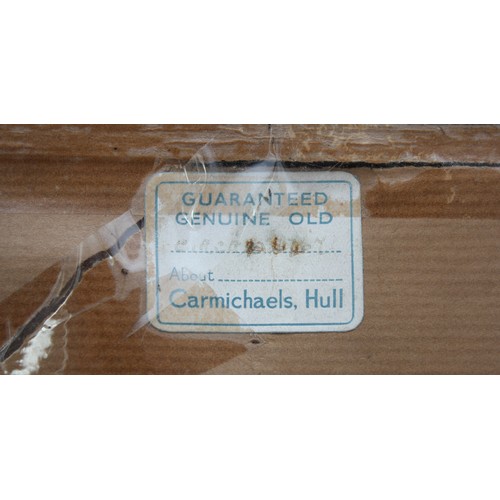 GUARANTEED
GENUINE OLD
About
Carmichaels, Hull